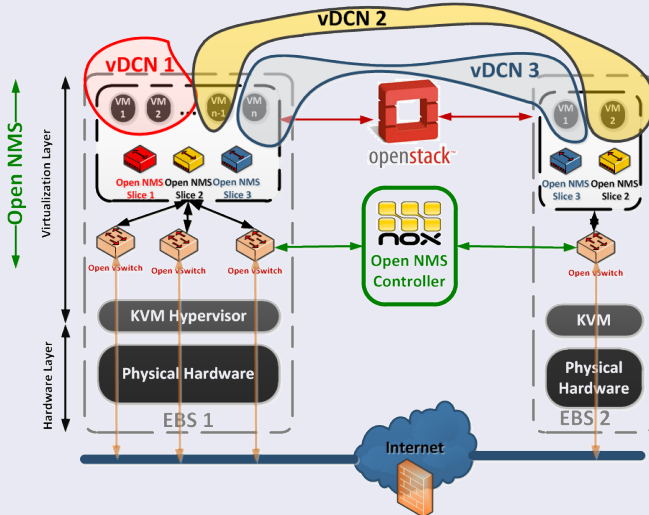 vDCN 2
vDCN 1
vDCN 3
VM 1
VM 2
...
VM n-1
VM n
VM 1
VM 2
openstack™
Open NMS
Virtualization Layer
Open NMS Slice 1
Open NMS Slice 2
Open NMS Slice 3
Open NMS Slice 3
Open NMS Slice 2
NOX
Open NMS
Controller
Open vSwitch
Open vSwitch
Open vSwitch
Open vSwitch
KVM Hypervisor
KVM
Hardware Layer
Physical Hardware
Physical
Hardware
EBS 1
EBS 2
Internet